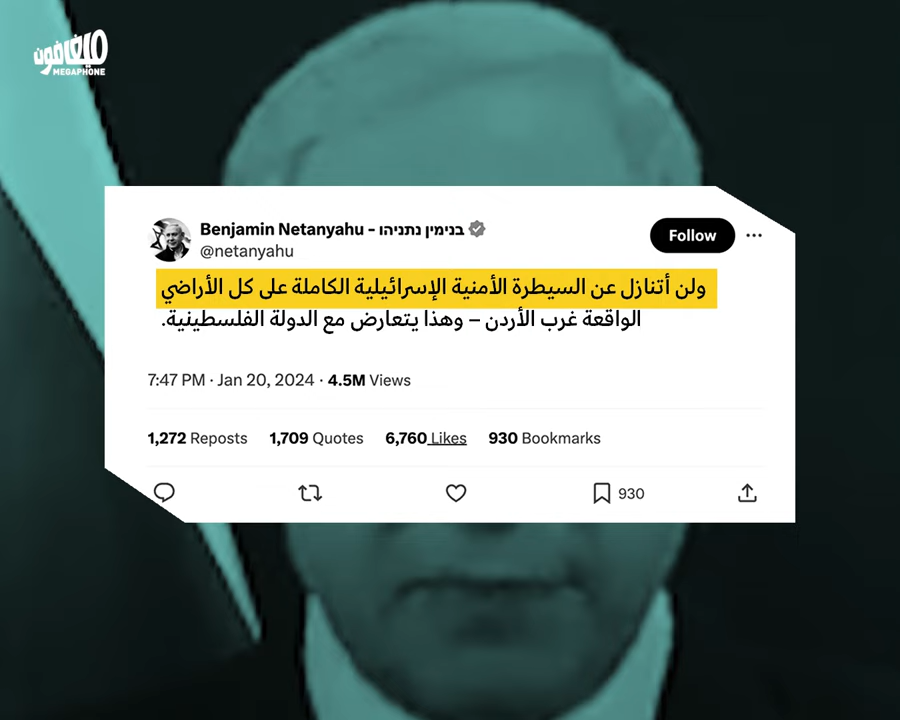 ميغافون
MEGAPHONE
Benjamin Netanyahu - בנימין נתניהו
@netanyahu
Follow
ولن أتنازل عن السيطرة الأمنية الإسرائيلية الكاملة على كل الأراضي
الواقعة غرب الأردن – وهذا يتعارض مع الدولة الفلسطينية.
7:47 PM · Jan 20, 2024 · 4.5M Views
1,272 Reposts 1,709 Quotes 6,760 Likes 930 Bookmarks
930